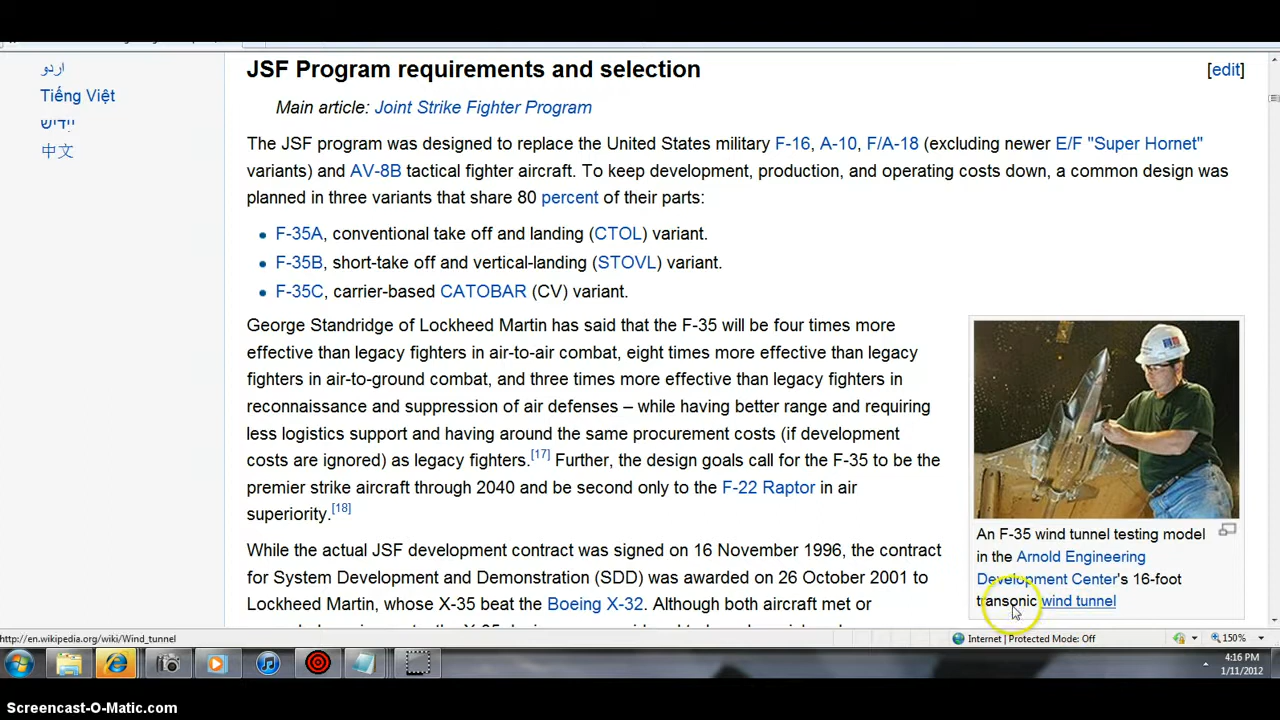 اردو
Tiếng Việt
ייִדיש
中文
JSF Program requirements and selection
[edit]
Main article: Joint Strike Fighter Program
The JSF program was designed to replace the United States military F-16, A-10, F/A-18 (excluding newer E/F "Super Hornet"
variants) and AV-8B tactical fighter aircraft. To keep development, production, and operating costs down, a common design was
planned in three variants that share 80 percent of their parts:
F-35A, conventional take off and landing (CTOL) variant.
F-35B, short-take off and vertical-landing (STOVL) variant.
F-35C, carrier-based CATOBAR (CV) variant.
George Standridge of Lockheed Martin has said that the F-35 will be four times more
effective than legacy fighters in air-to-air combat, eight times more effective than legacy
fighters in air-to-ground combat, and three times more effective than legacy fighters in
reconnaissance and suppression of air defenses – while having better range and requiring
less logistics support and having around the same procurement costs (if development
costs are ignored) as legacy fighters.[17] Further, the design goals call for the F-35 to be the
premier strike aircraft through 2040 and be second only to the F-22 Raptor in air
superiority.[18]
While the actual JSF development contract was signed on 16 November 1996, the contract
for System Development and Demonstration (SDD) was awarded on 26 October 2001 to
Lockheed Martin, whose X-35 beat the Boeing X-32. Although both aircraft met or
An F-35 wind tunnel testing model
in the Arnold Engineering
Development Center's 16-foot
transonic wind tunnel
http://en.wikipedia.org/wiki/Wind_tunnel
Internet | Protected Mode: Off
150%
4:16 PM
1/11/2012
Screencast-O-Matic.com